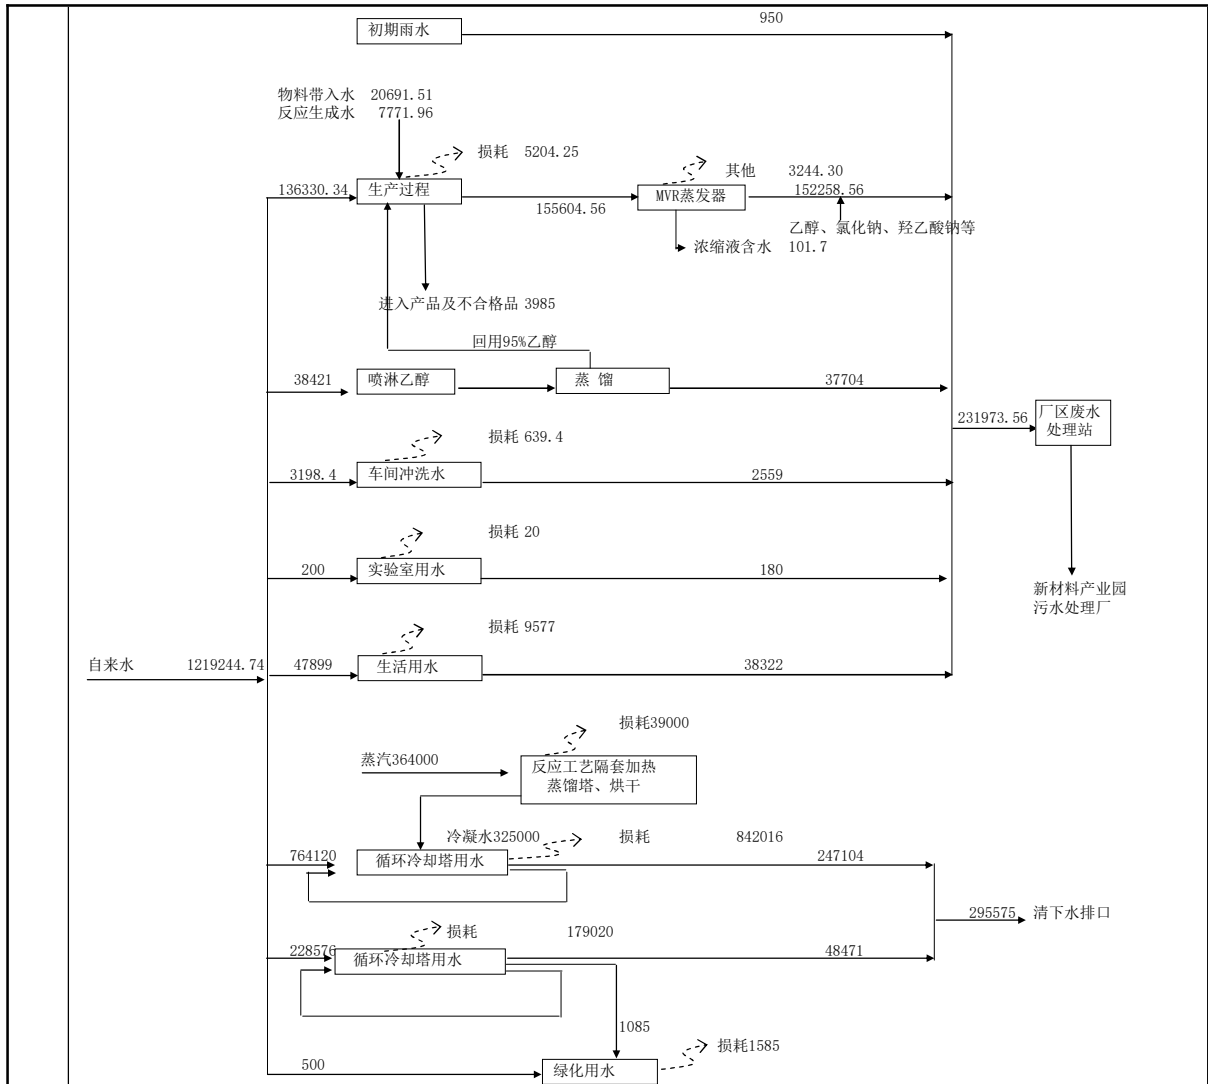 950
初期雨水
物料带入水 20691.51
反应生成水 7771.96
损耗 5204.25
其他 3244.30
136330.34
生产过程
155604.56
MVR蒸发器
152258.56
乙醇、氯化钠、羟乙酸钠等
浓缩液含水 101.7
进入产品及不合格品 3985
回用95%乙醇
38421
喷淋乙醇
蒸 馏
37704
231973.56
厂区废水
处理站
损耗 639.4
3198.4
车间冲洗水
2559
损耗 20
200
实验室用水
180
新材料产业园
污水处理厂
损耗 9577
自来水 1219244.74
47899
生活用水
38322
损耗39000
蒸汽364000
反应工艺隔套加热
蒸馏塔、烘干
冷凝水325000
损耗 842016
764120
循环冷却塔用水
247104
295575
清下水排口
损耗 179020
228576
循环冷却塔用水
48471
1085
损耗1585
500
绿化用水